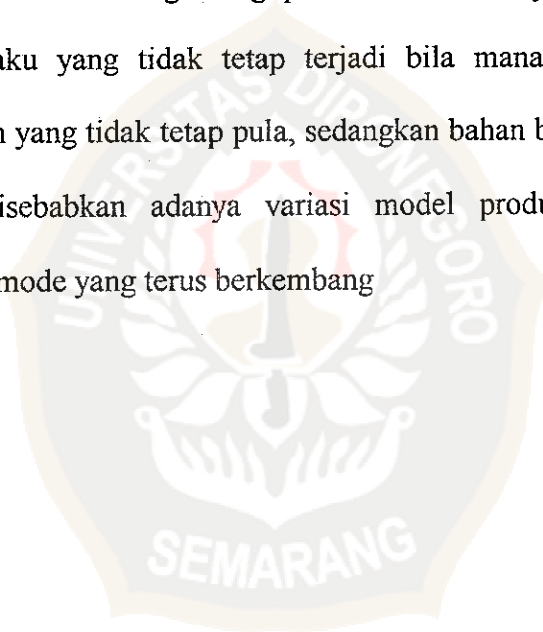 aku yang tidak tetap terjadi bila mana
yang tidak tetap pula, sedangkan bahan b
isebabkan adanya variasi model produ
mode yang terus berkembang
UNIVERSITAS DIPONEGORO
SEMARANG